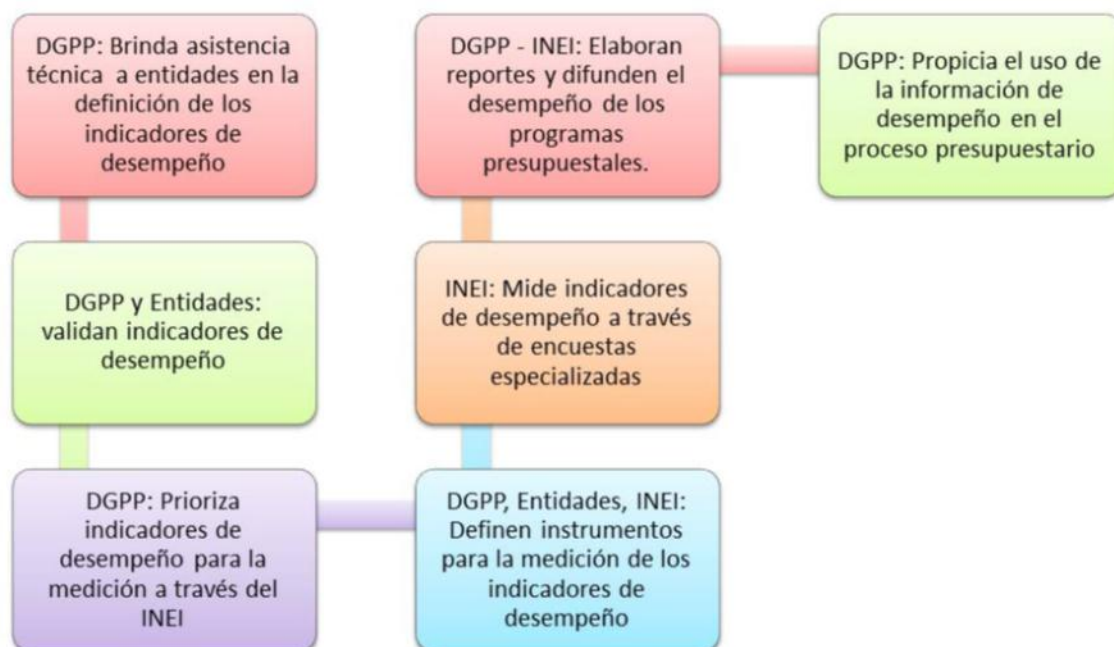 DGPP: Brinda asistencia
técnica a entidades en la
definición de los
indicadores de
desempeño
DGPP y Entidades:
validan indicadores de
desempeño
DGPP: Prioriza
indicadores de
desempeño para la
medición a través del
INEI
DGPP, Entidades, INEI:
Definen instrumentos
para la medición de los
indicadores de
desempeño
INEI: Mide indicadores
de desempeño a través
de encuestas
especializadas
DGPP - INEI: Elaboran
reportes y difunden el
desempeño de los
programas
presupuestales.
DGPP: Propicia el uso de
la información de
desempeño en el
proceso presupuestario